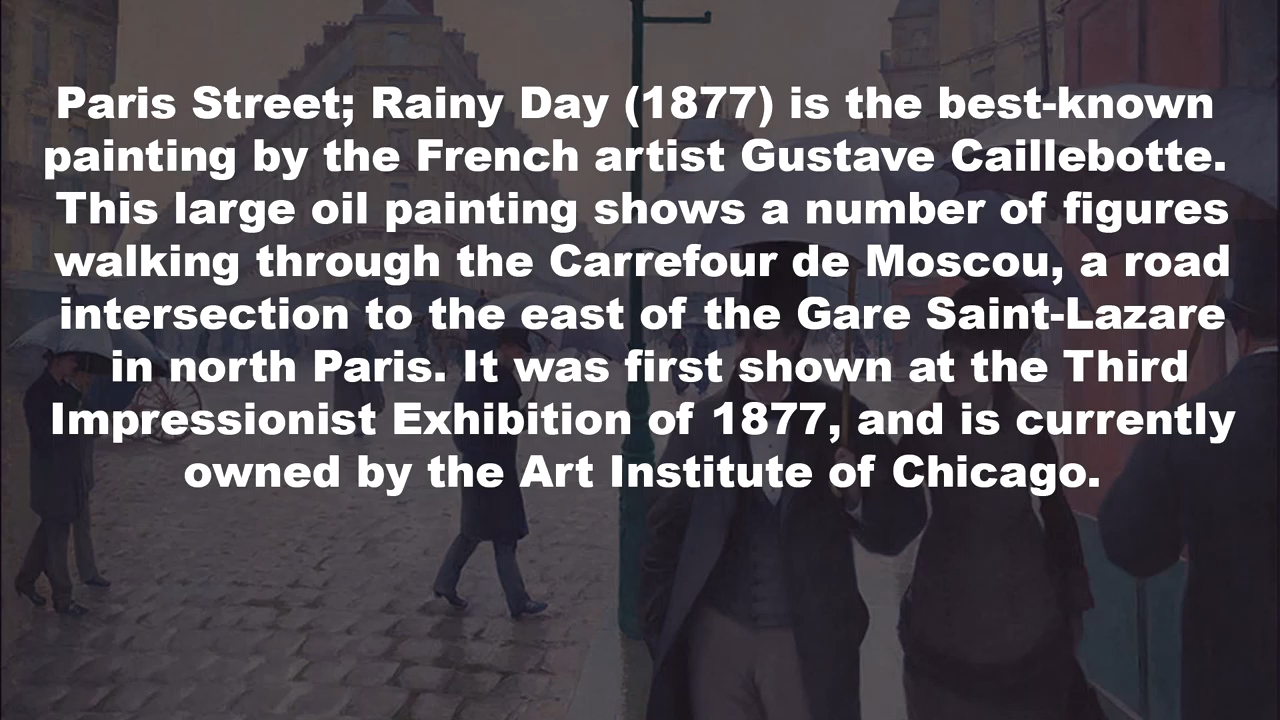 Paris Street; Rainy Day (1877) is the best-known
painting by the French artist Gustave Caillebotte.
This large oil painting shows a number of figures
walking through the Carrefour de Moscou, a road
intersection to the east of the Gare Saint-Lazare
in north Paris. It was first shown at the Third
Impressionist Exhibition of 1877, and is currently
owned by the Art Institute of Chicago.